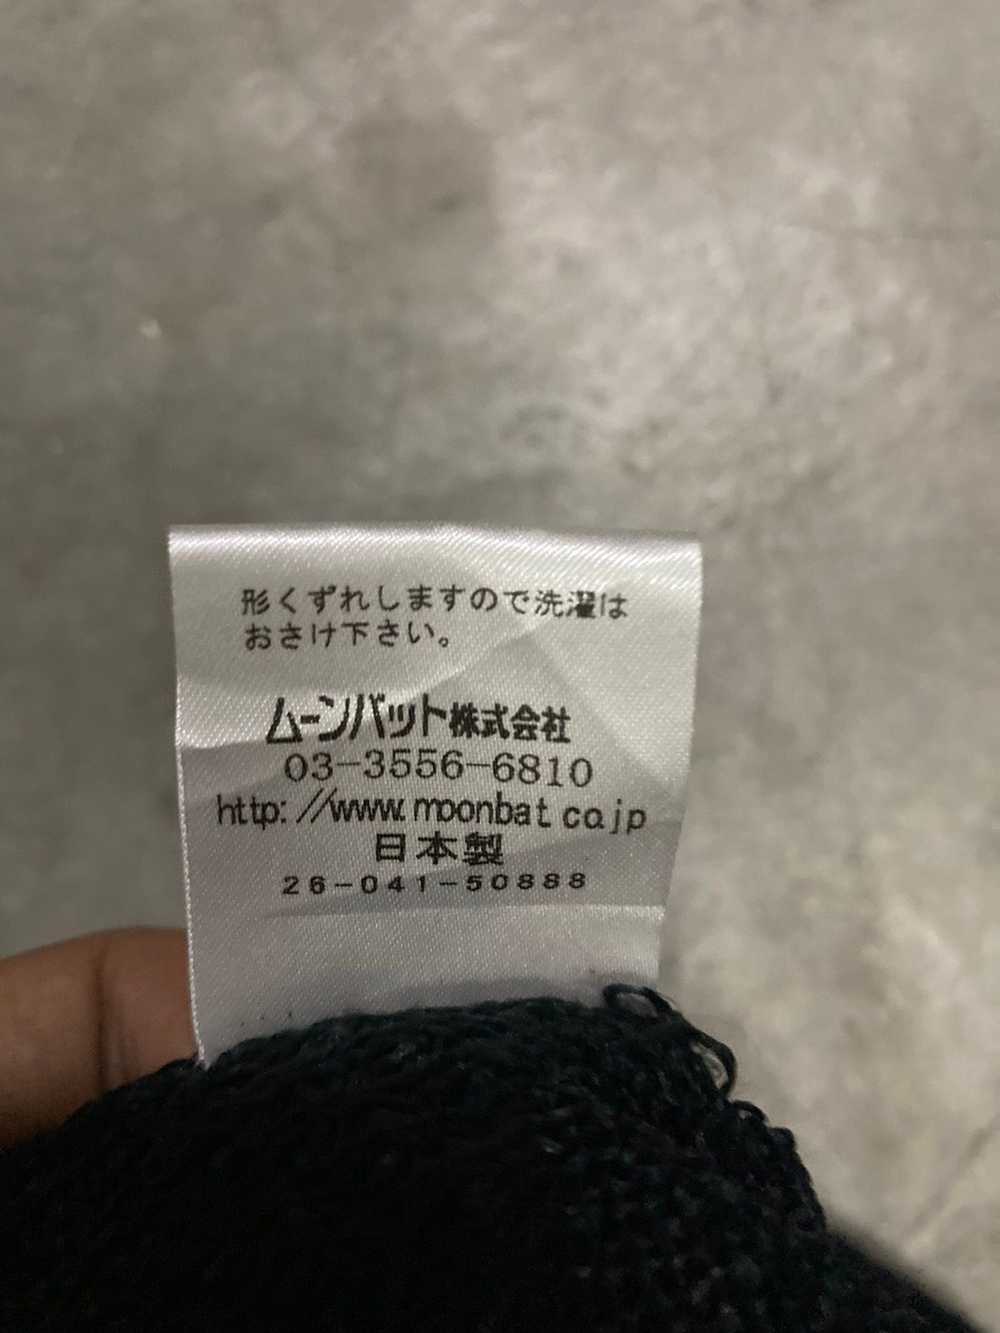 形くずれしますので洗濯は
おさけ下さい。
ムーンバット株式会社
03-3556-6810
http://www.moonbat.co.jp
日本製
26-041-50888